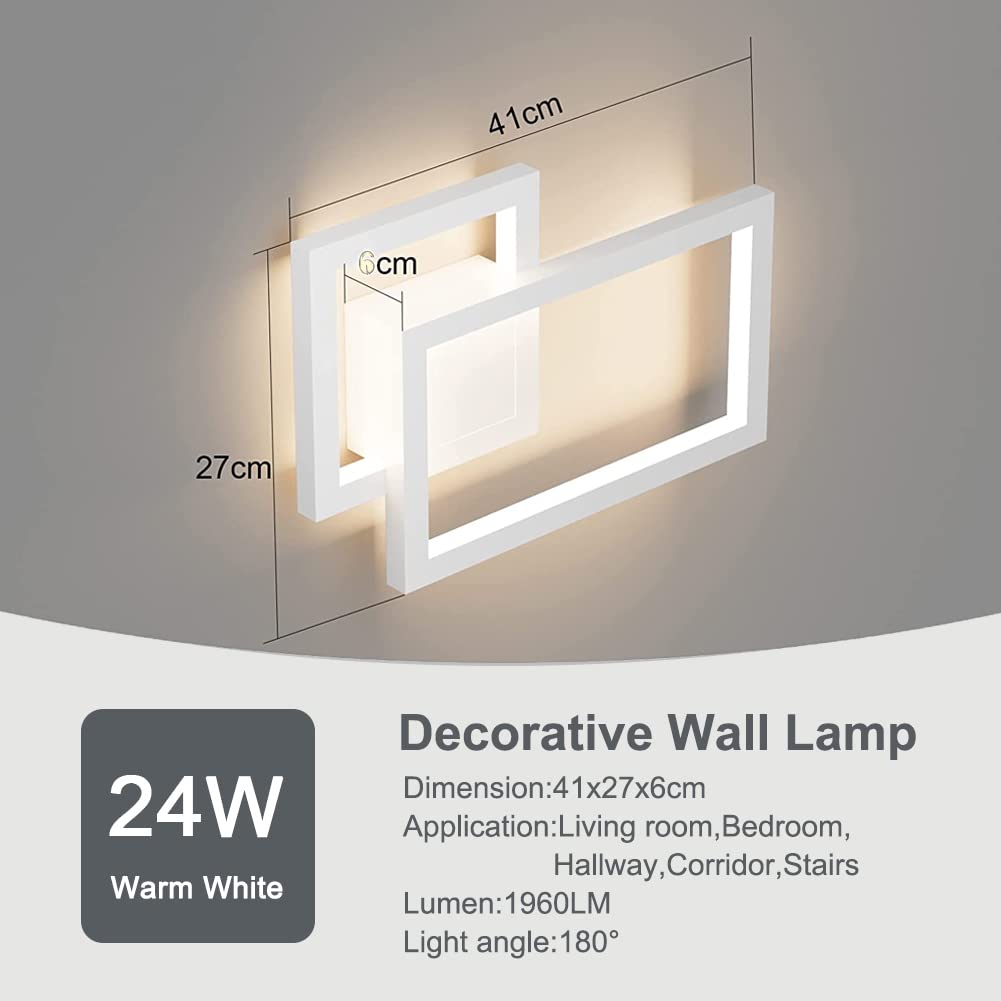 41cm
6cm
27cm
24W
Warm White
Decorative Wall Lamp
Dimension:41x27x6cm
Application:Living room,Bedroom,
Hallway,Corridor,Stairs
Lumen:1960LM
Light angle:180°